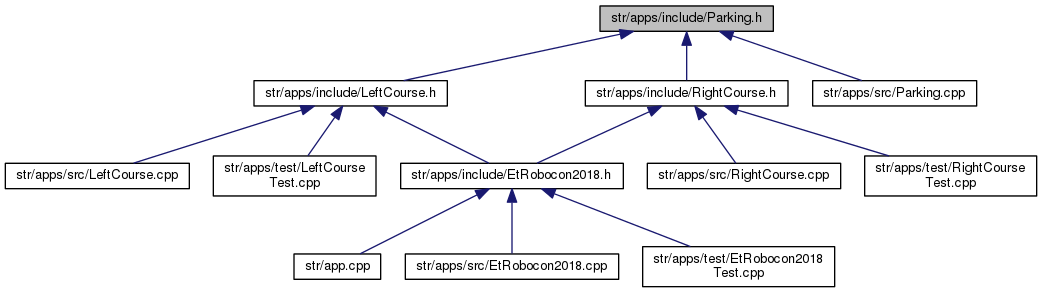 str/apps/include/Parking.h
str/apps/include/LeftCourse.h
str/apps/include/RightCourse.h
str/apps/src/Parking.cpp
str/apps/src/LeftCourse.cpp
str/apps/test/LeftCourse
Test.cpp
str/apps/include/EtRobocon2018.h
str/apps/src/RightCourse.cpp
str/apps/test/RightCourse
Test.cpp
str/app.cpp
str/apps/src/EtRobocon2018.cpp
str/apps/test/EtRobocon2018
Test.cpp